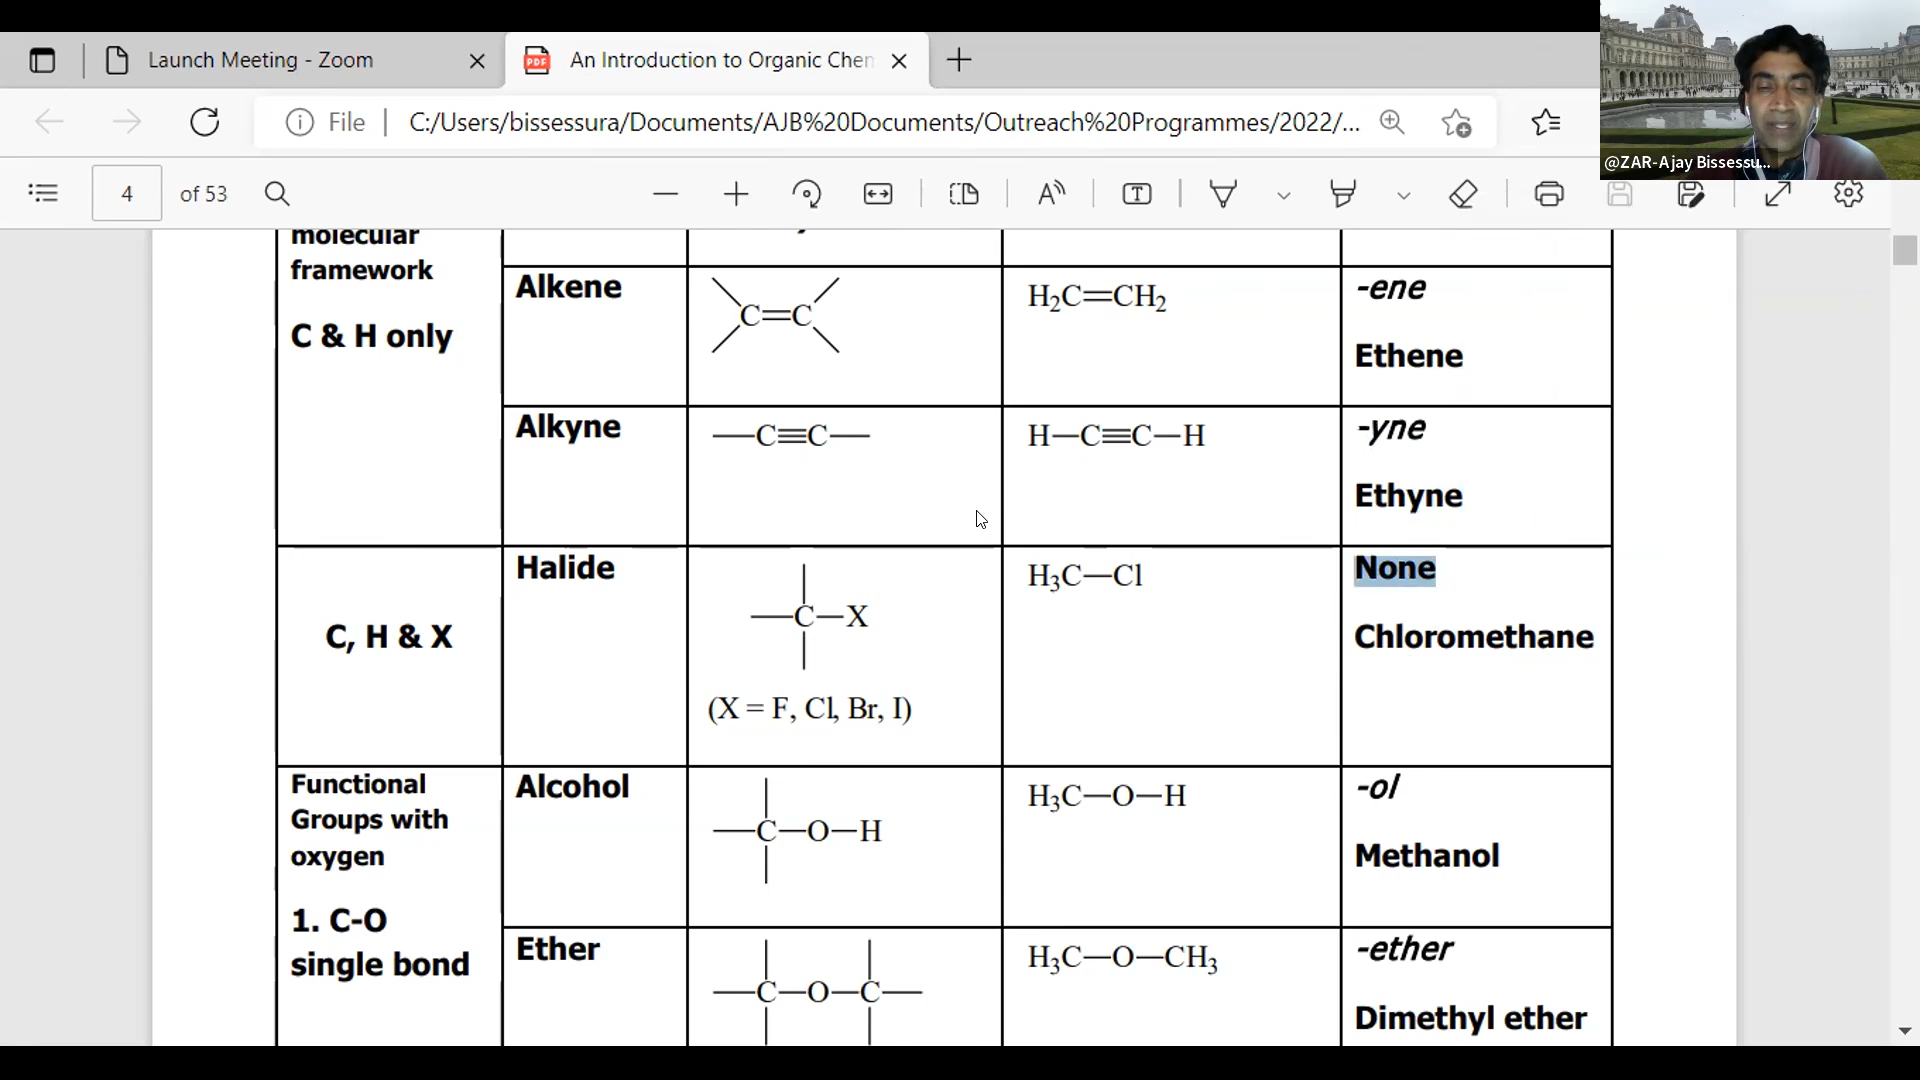 Launch Meeting - Zoom
An Introduction to Organic Chen
File
C:/Users/bissessura/Documents/AJB%20Documents/Outreach%20Programmes/2022/...
@ZAR-Ajay Bissessu...
4 of 53
molecular
framework
C & H only
Alkene
C=C
H₂C=CH₂
-ene
Ethene
Alkyne
—C≡C—
H—C≡C—H
-yne
Ethyne
C, H & X
Halide
—C—X
(X = F, Cl, Br, I)
H₃C—Cl
None
Chloromethane
Functional
Groups with
oxygen
1. C-O
single bond
Alcohol
—C—O—H
H₃C—O—H
-ol
Methanol
Ether
—C—O—C—
H₃C—O—CH₃
-ether
Dimethyl ether